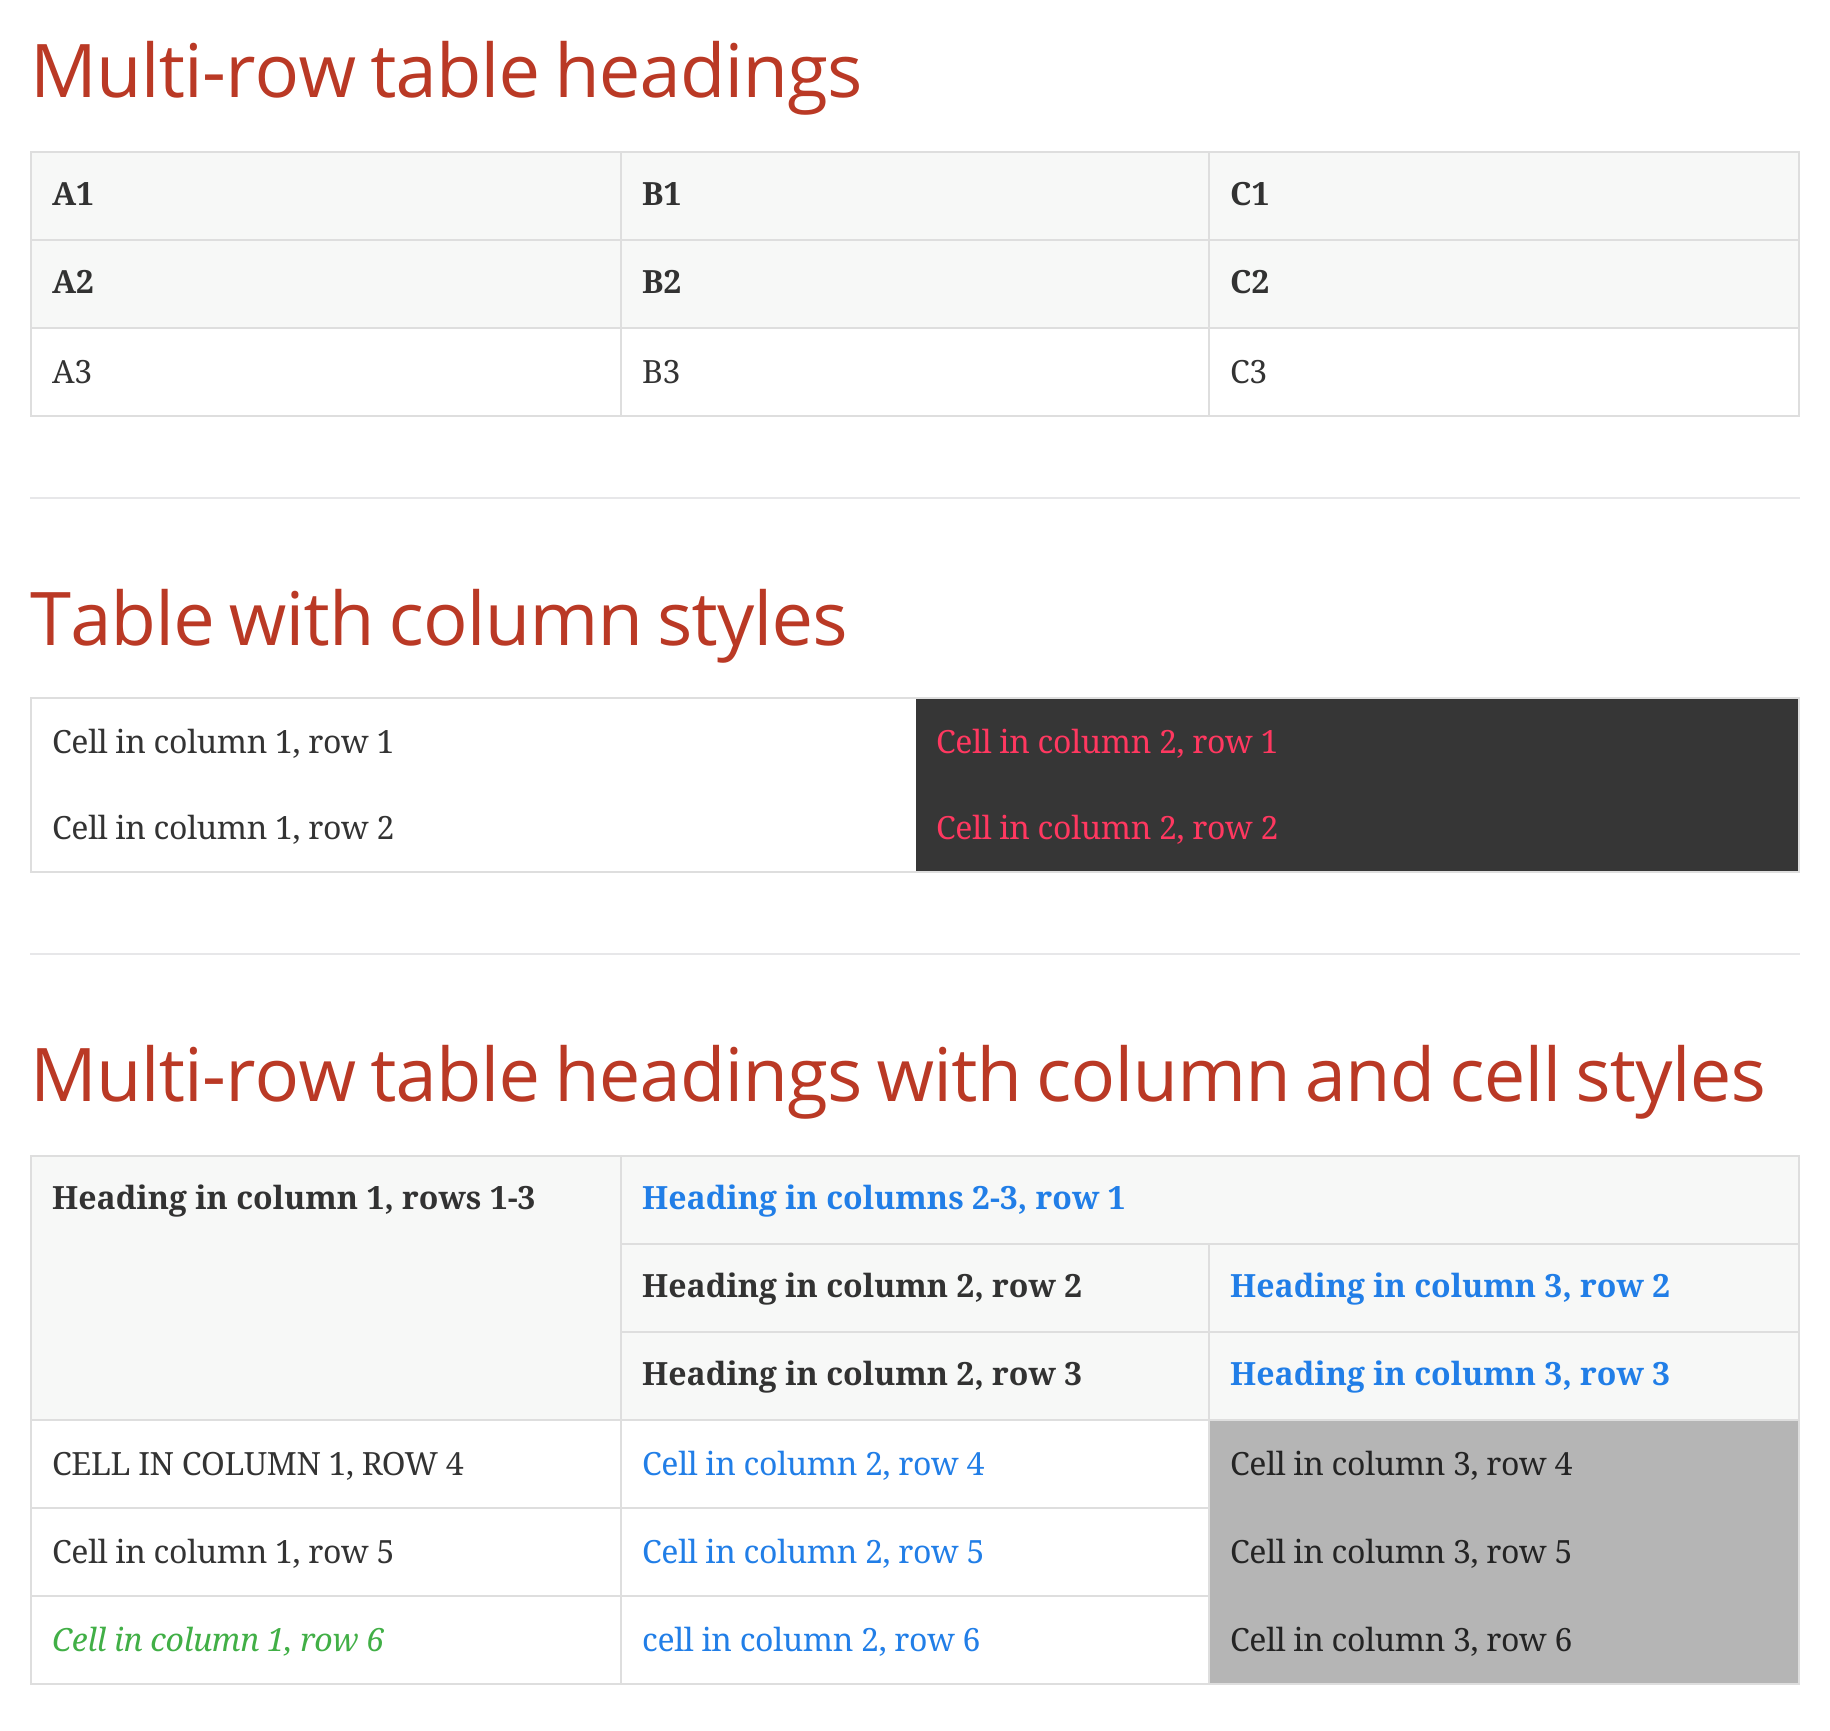 Multi-row table headings
A1 B1 C1
A2 B2 C2
A3 B3 C3
Table with column styles
Cell in column 1, row 1 Cell in column 2, row 1
Cell in column 1, row 2 Cell in column 2, row 2
Multi-row table headings with column and cell styles
Heading in column 1, rows 1-3 Heading in columns 2-3, row 1
Heading in column 2, row 2 Heading in column 3, row 2
Heading in column 2, row 3 Heading in column 3, row 3
CELL IN COLUMN 1, ROW 4 Cell in column 2, row 4 Cell in column 3, row 4
Cell in column 1, row 5 Cell in column 2, row 5 Cell in column 3, row 5
Cell in column 1, row 6 cell in column 2, row 6 Cell in column 3, row 6